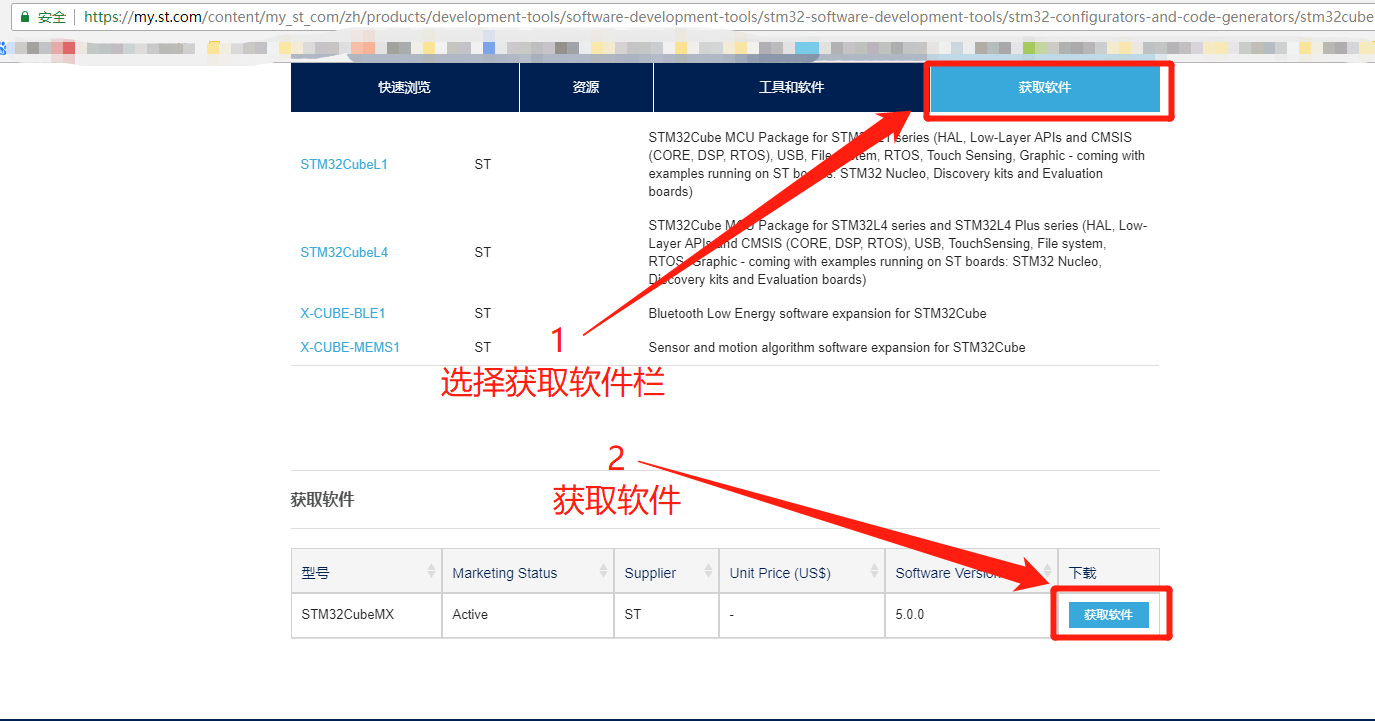 安全 https://my.st.com/content/my_st_com/zh/products/development-tools/software-development-tools/stm32-software-development-tools/stm32-configurators-and-code-generators/stm32cube
快速浏览 资源 工具和软件 获取软件
STM32CubeL1 ST STM32Cube MCU Package for STM32L1 series (HAL, Low-Layer APIs and CMSIS
(CORE, DSP, RTOS), USB, File system, RTOS, Touch Sensing, Graphic - coming with
examples running on ST boards: STM32 Nucleo, Discovery kits and Evaluation
boards)
STM32CubeL4 ST STM32Cube MCU Package for STM32L4 series and STM32L4 Plus series (HAL, Low-
Layer APIs and CMSIS (CORE, DSP, RTOS), USB, TouchSensing, File system,
RTOS, Graphic - coming with examples running on ST boards: STM32 Nucleo,
Discovery kits and Evaluation boards)
X-CUBE-BLE1 ST Bluetooth Low Energy software expansion for STM32Cube
X-CUBE-MEMS1 ST Sensor and motion algorithm software expansion for STM32Cube
1
选择获取软件栏
2
获取软件
获取软件
型号 Marketing Status Supplier Unit Price (US$) Software Version 下载
STM32CubeMX Active ST - 5.0.0 获取软件